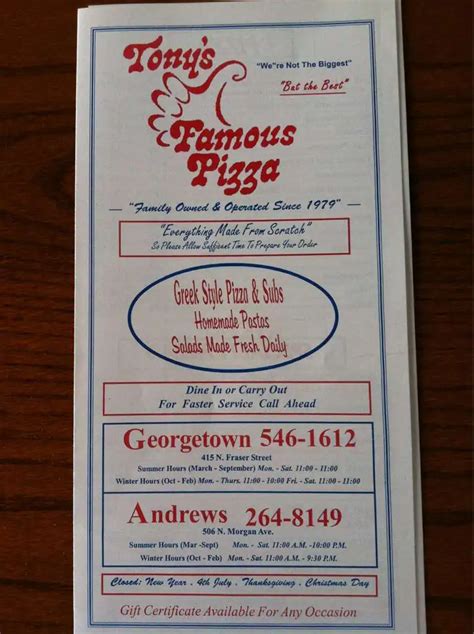 Tony's
"We're Not The Biggest"
"But the Best"
Famous
Pizza
"Family Owned & Operated Since 1979"
"Everything Made From Scratch"
So Please Allow Sufficient Time To Prepare Your Order
Greek Style Pizza & Subs
Homemade Pastas
Salads Made Fresh Daily
Dine In or Carry Out
For Faster Service Call Ahead
Georgetown 546-1612
415 N. Fraser Street
Summer Hours (March - September) Mon. - Sat. 11:00 - 11:00
Winter Hours (Oct - Feb) Mon. - Thurs. 11:00 - 10:00 Fri. - Sat. 11:00 - 11:00
Andrews 264-8149
506 N. Morgan Ave.
Summer Hours (Mar -Sept) Mon. - Sat. 11:00 A.M. -10:00 P.M.
Winter Hours (Oct - Feb) Mon. - Sat. 11:00 A.M. - 9:30 P.M.
Closed: New Year . 4th July . Thanksgiving . Christmas Day
Gift Certificate Available For Any Occasion